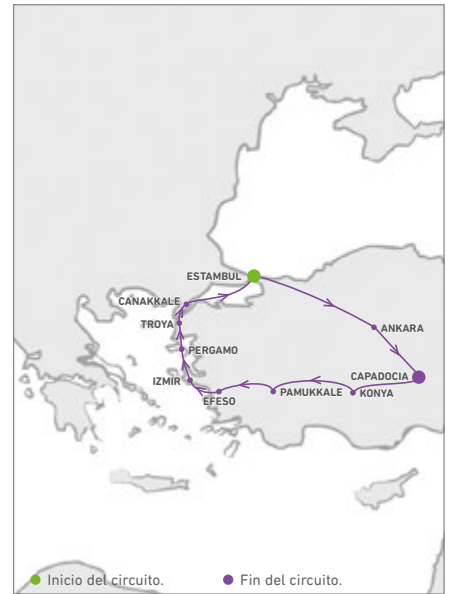 ESTAMBUL
CANAKKALE
TROYA
ANKARA
PERGAMO
CAPADOCIA
IZMIR
PAMUKKALE
KONYA
EFESO
Inicio del circuito.
Fin del circuito.